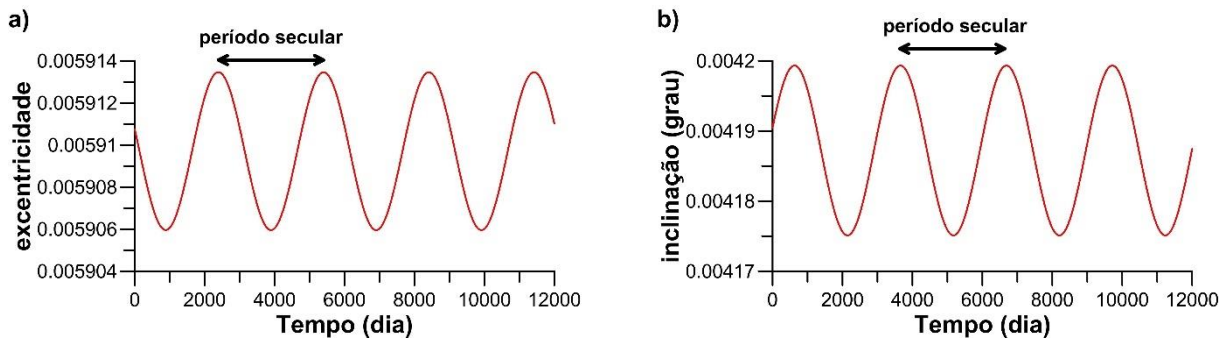 a)
período secular
0.005914
0.005912
0.00591
0.005908
0.005906
0.005904
excentricidade
0 2000 4000 6000 8000 10000 12000
Tempo (dia)
b)
período secular
0.0042
0.00419
0.00418
0.00417
inclinação (grau)
0 2000 4000 6000 8000 10000 12000
Tempo (dia)